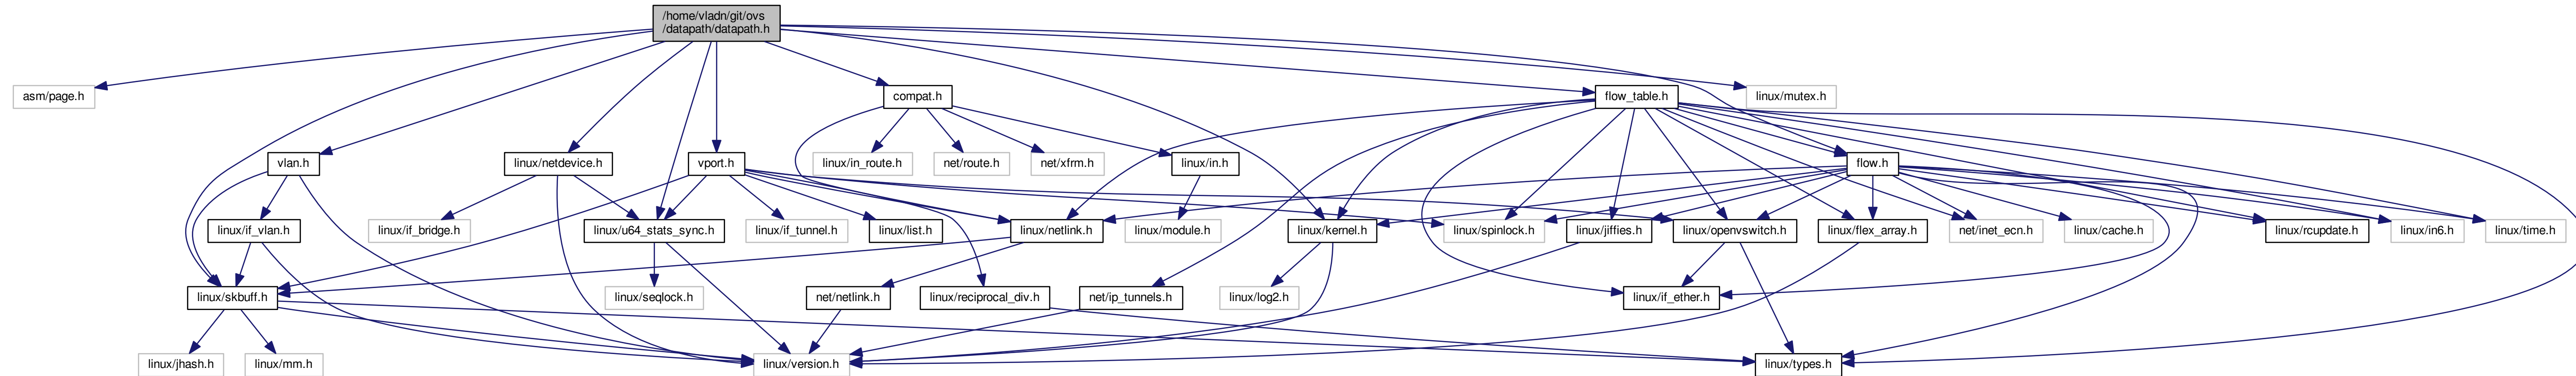 /home/vladn/git/ovs
/datapath/datapath.h
asm/page.h
compat.h
flow_table.h
linux/mutex.h
vlan.h
linux/netdevice.h
vport.h
linux/in_route.h
net/route.h
net/xfrm.h
linux/in.h
flow.h
linux/if_vlan.h
linux/if_bridge.h
linux/u64_stats_sync.h
linux/if_tunnel.h
linux/list.h
linux/netlink.h
linux/module.h
linux/kernel.h
linux/spinlock.h
linux/jiffies.h
linux/openvswitch.h
linux/flex_array.h
net/inet_ecn.h
linux/cache.h
linux/rcupdate.h
linux/in6.h
linux/time.h
linux/skbuff.h
linux/seqlock.h
net/netlink.h
linux/reciprocal_div.h
net/ip_tunnels.h
linux/log2.h
linux/if_ether.h
linux/jhash.h
linux/mm.h
linux/version.h
linux/types.h